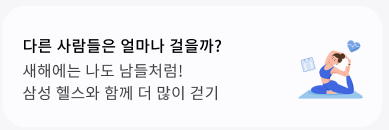 다른 사람들은 얼마나 걸을까?
새해에는 나도 남들처럼!
삼성 헬스와 함께 더 많이 걷기